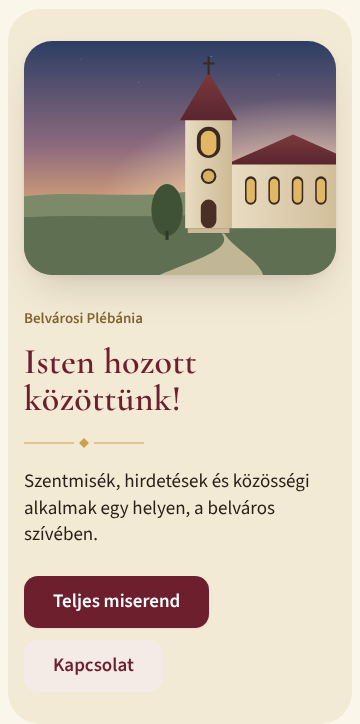 Belvárosi Plébánia
Isten hozott
közöttünk!
Szentmisék, hirdetések és közösségi
alkalmak egy helyen, a belváros
szívében.
Teljes miserend
Kapcsolat